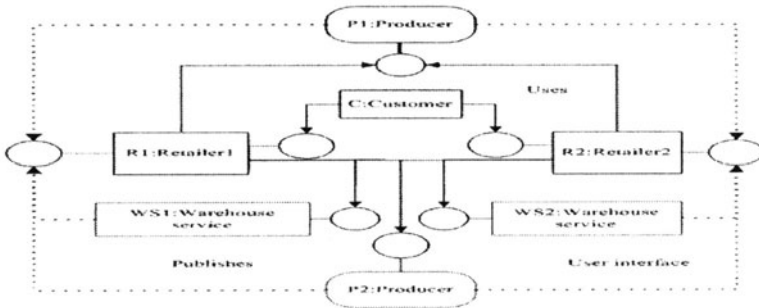 P1:Producer
Uses
C:Customer
R1:Retailer1
R2:Retailer2
WS1:Warehouse
service
WS2:Warehouse
service
Publishes
User interface
P2:Producer